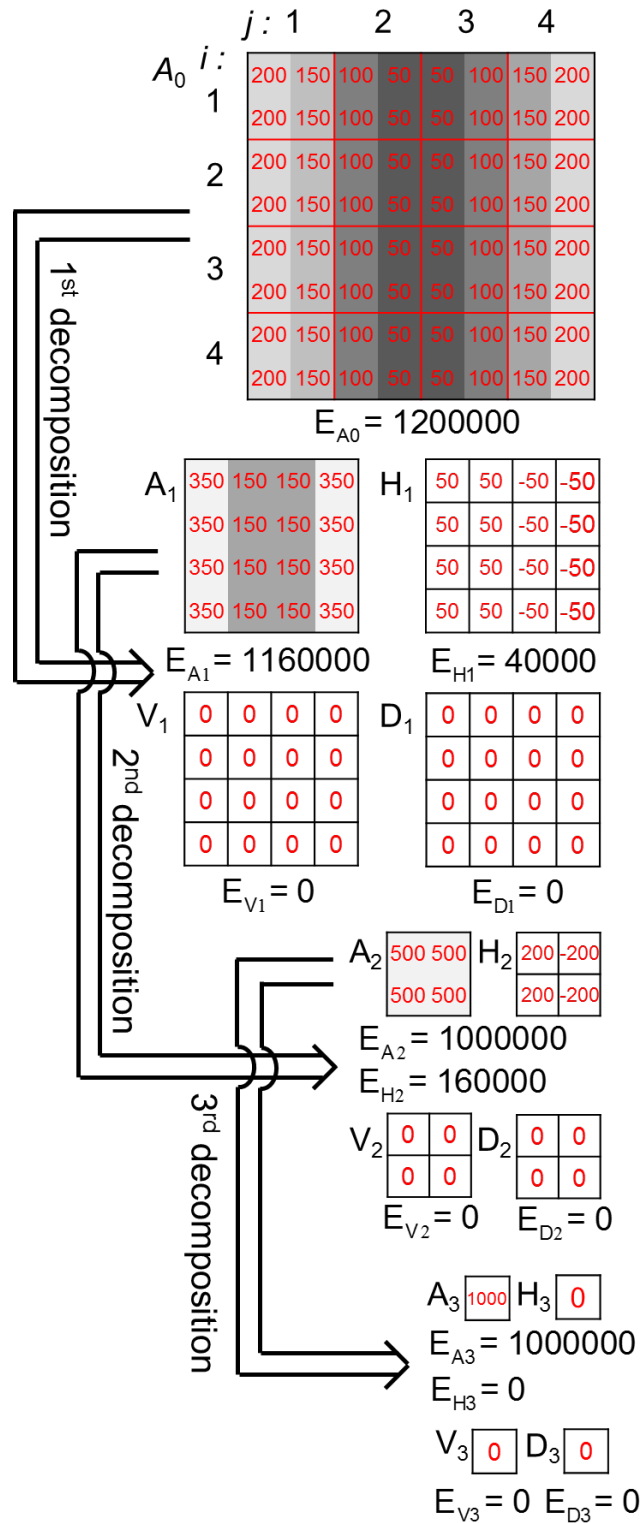 j : 1 2 3 4
i :
A0
200 150 100 50 50 100 150 200
1
200 150 100 50 50 100 150 200
200 150 100 50 50 100 150 200
2
200 150 100 50 50 100 150 200
200 150 100 50 50 100 150 200
3
200 150 100 50 50 100 150 200
200 150 100 50 50 100 150 200
4
200 150 100 50 50 100 150 200
EA0 = 1200000
1st decomposition
A1
350 150 150 350
350 150 150 350
350 150 150 350
350 150 150 350
EA1 = 1160000
H1
50 50 -50 -50
50 50 -50 -50
50 50 -50 -50
50 50 -50 -50
EH1 = 40000
V1
0 0 0 0
0 0 0 0
0 0 0 0
0 0 0 0
EV1 = 0
D1
0 0 0 0
0 0 0 0
0 0 0 0
0 0 0 0
ED1 = 0
2nd decomposition
A2
500 500
500 500
H2
200 -200
200 -200
EA2 = 1000000
EH2 = 160000
V2
0 0
0 0
EV2 = 0
D2
0 0
0 0
ED2 = 0
3rd decomposition
A3 1000 H3 0
EA3 = 1000000
EH3 = 0
V3 0 D3 0
EV3 = 0 ED3 = 0